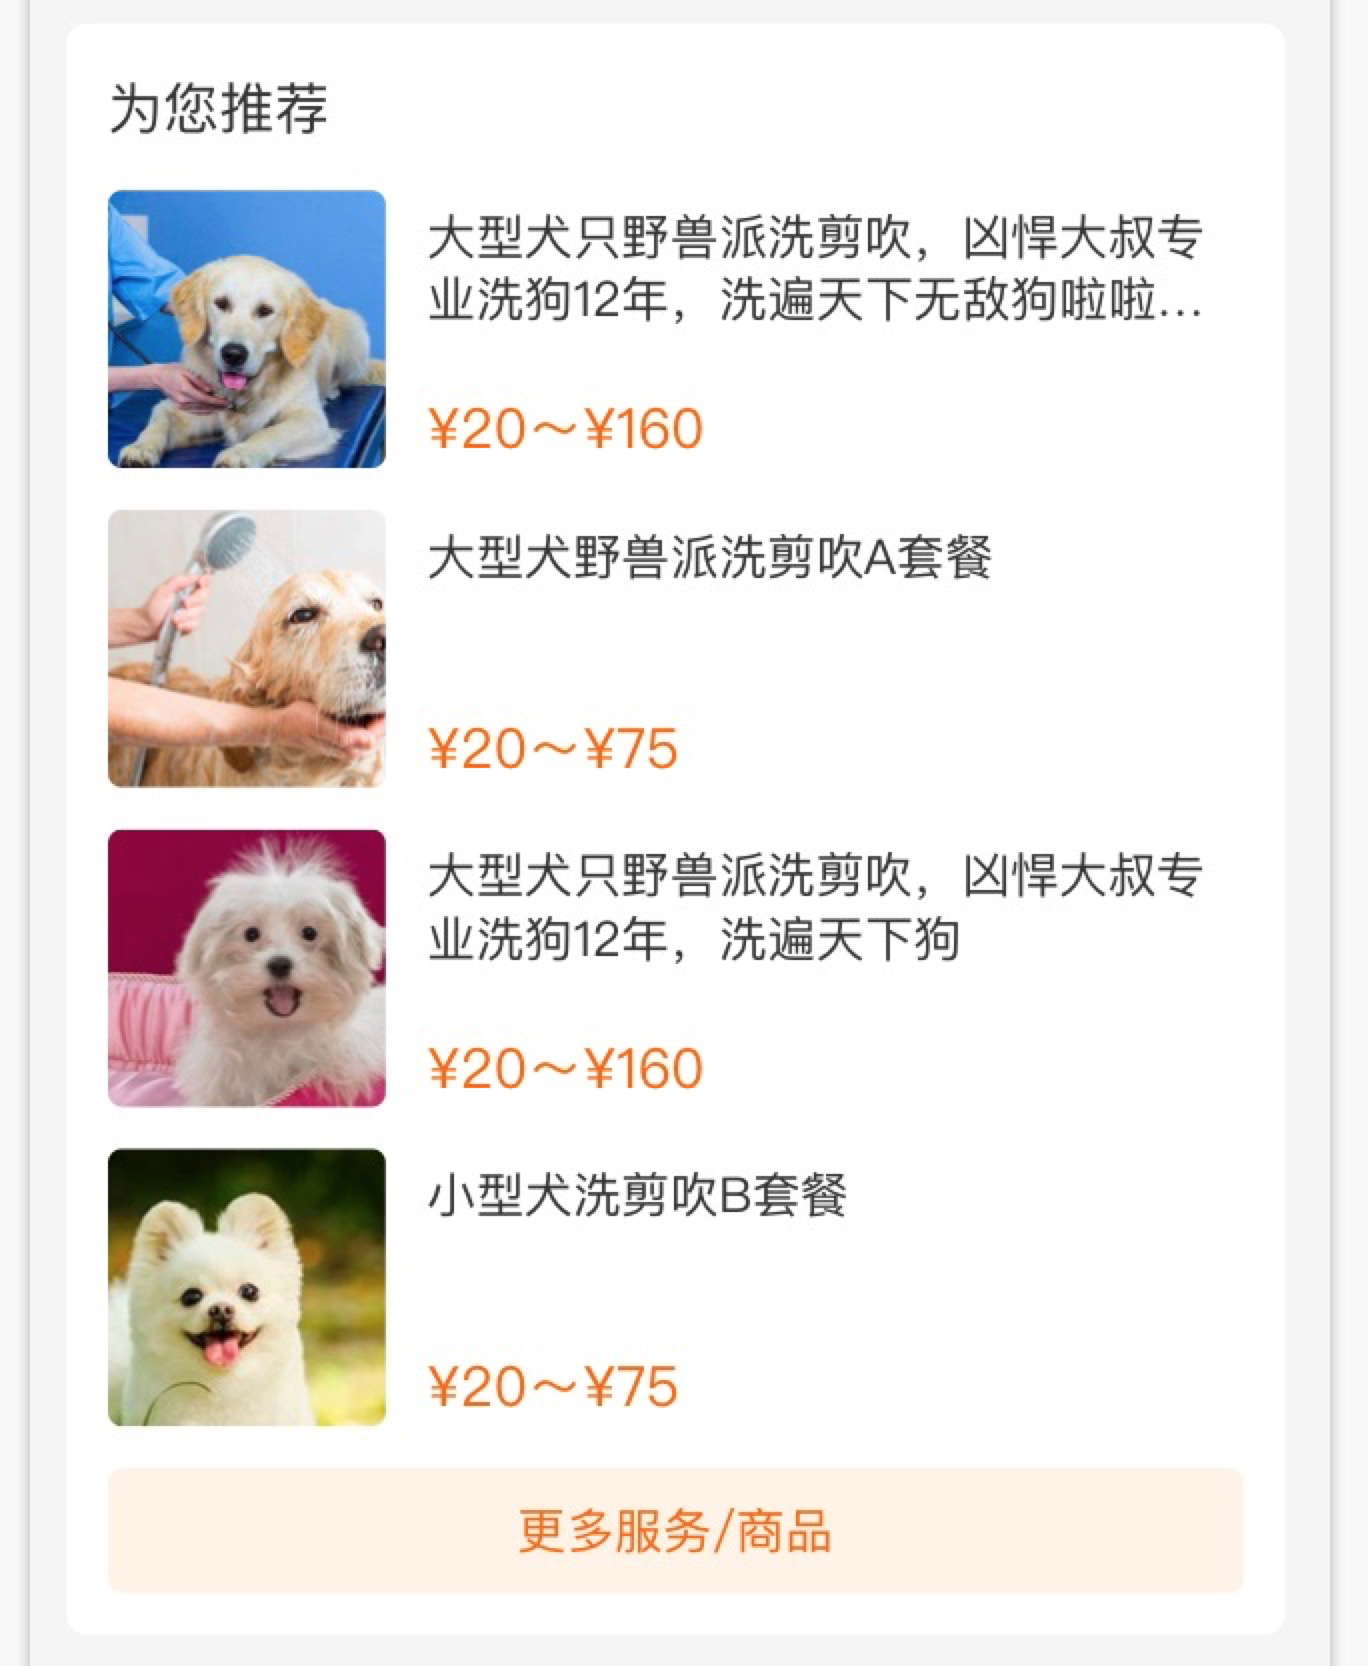 为您推荐
大型犬只野兽派洗剪吹，凶悍大叔专
业洗狗12年，洗遍天下无敌狗啦啦...
¥20～¥160
大型犬野兽派洗剪吹A套餐
¥20～¥75
大型犬只野兽派洗剪吹，凶悍大叔专
业洗狗12年，洗遍天下狗
¥20～¥160
小型犬洗剪吹B套餐
¥20～¥75
更多服务/商品